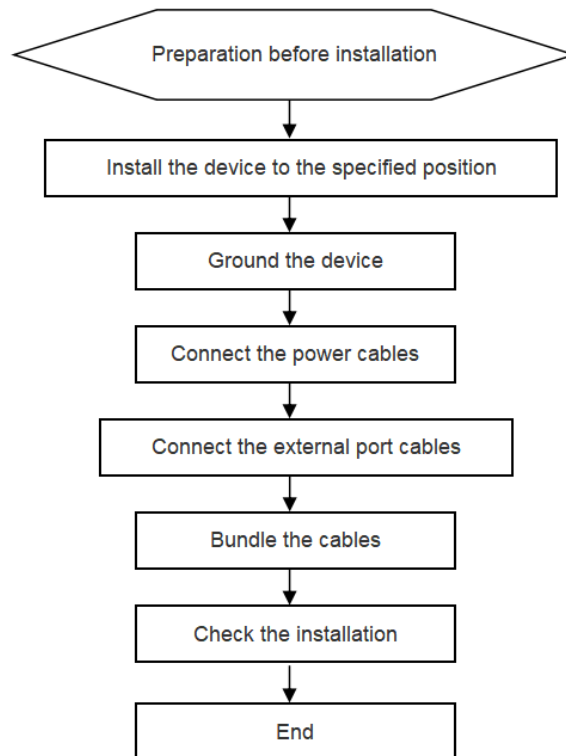 Preparation before installation
Install the device to the specified position
Ground the device
Connect the power cables
Connect the external port cables
Bundle the cables
Check the installation
End